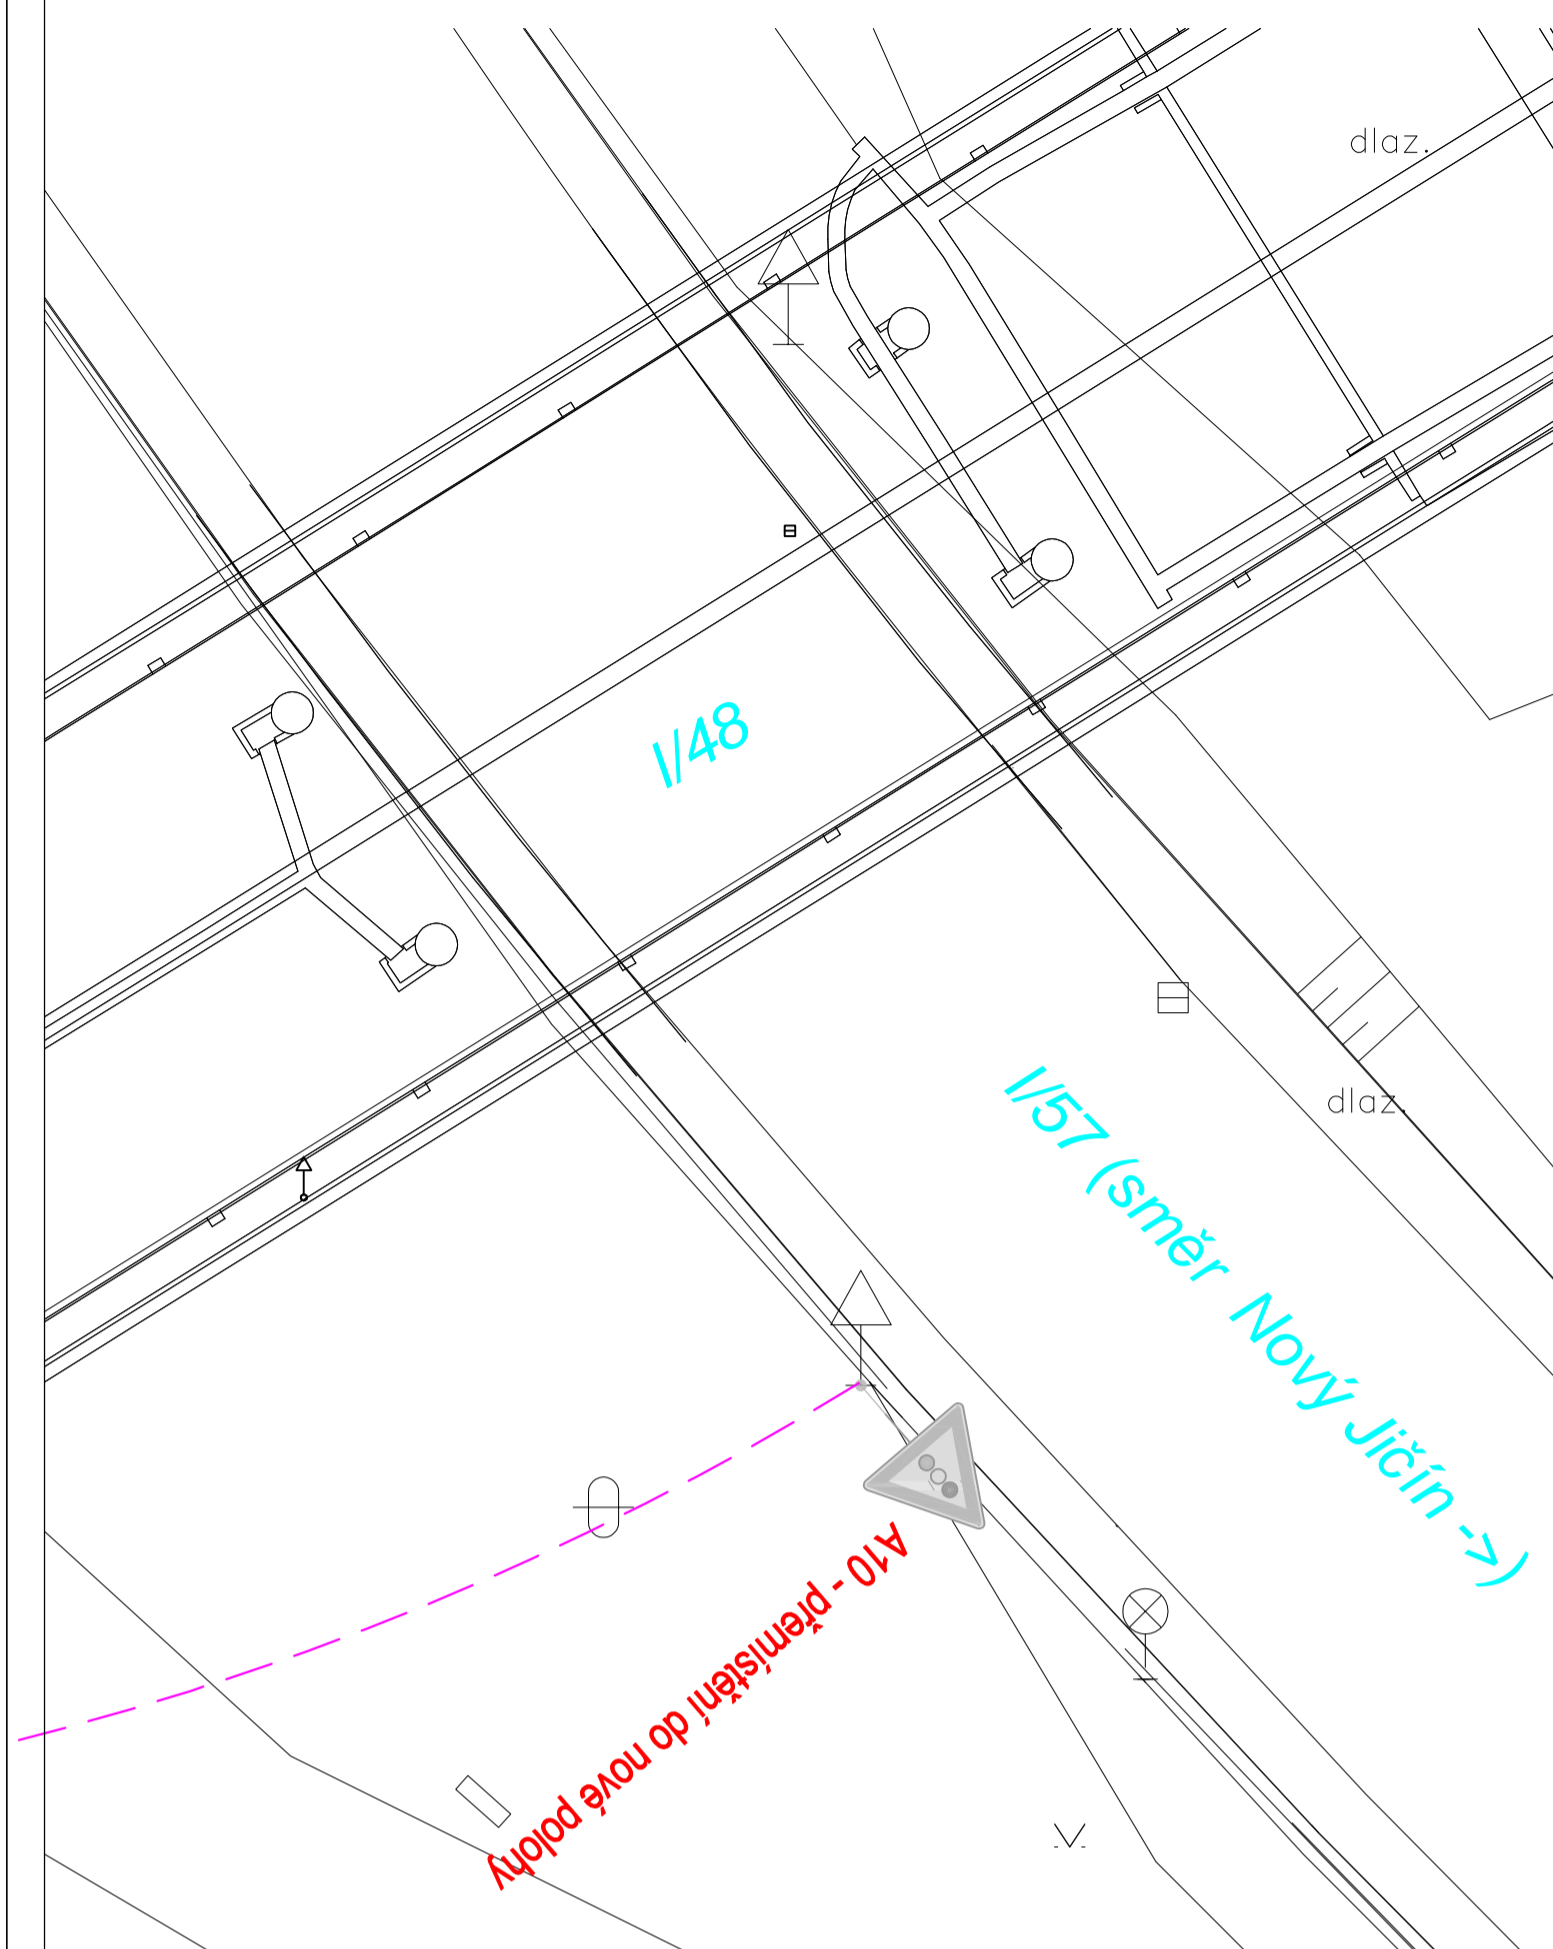 dlaz.
I/48
dlaz.
I/57 (směr Nový Jičín ->)
A10 - přemístění do nové polohy